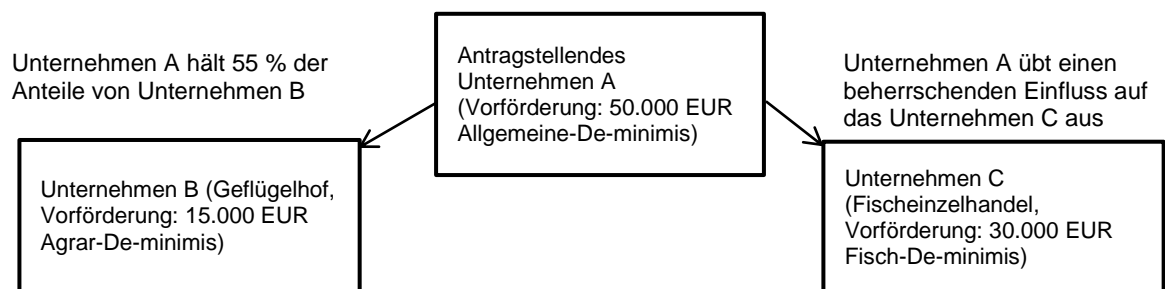 Unternehmen A hält 55 % der
Anteile von Unternehmen B
Antragstellendes
Unternehmen A
(Vorförderung: 50.000 EUR
Allgemeine-De-minimis)
Unternehmen A übt einen
beherrschenden Einfluss auf
das Unternehmen C aus
Unternehmen B (Geflügelhof,
Vorförderung: 15.000 EUR
Agrar-De-minimis)
Unternehmen C
(Fischeinzelhandel,
Vorförderung: 30.000 EUR
Fisch-De-minimis)